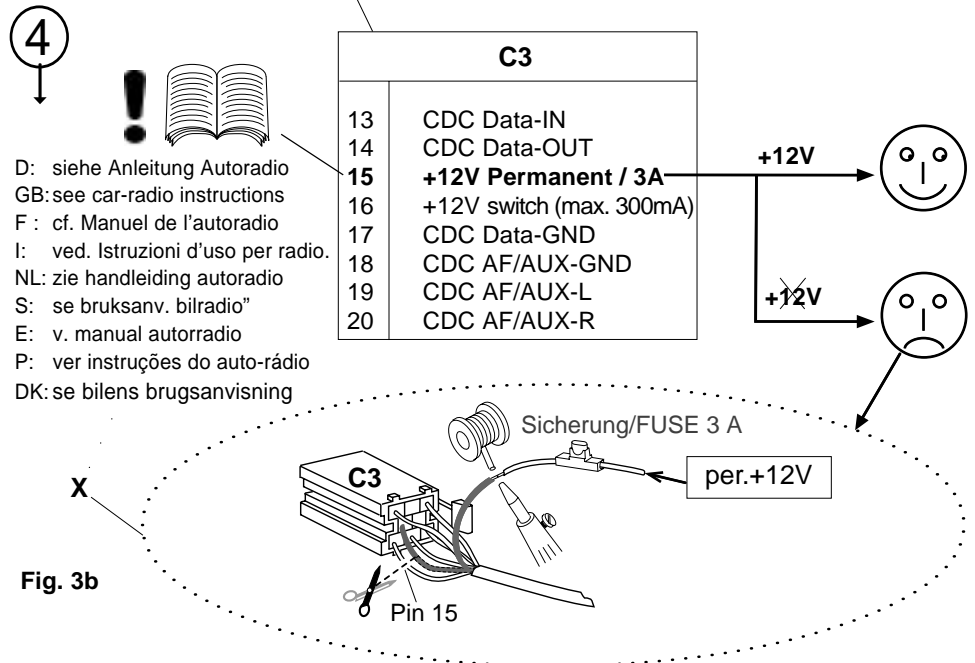 4
C3
13 CDC Data-IN
14 CDC Data-OUT
15 +12V Permanent / 3A
16 +12V switch (max. 300mA)
17 CDC Data-GND
18 CDC AF/AUX-GND
19 CDC AF/AUX-L
20 CDC AF/AUX-R
+12V
+12V
D: siehe Anleitung Autoradio
GB: see car-radio instructions
F : cf. Manuel de l'autoradio
I: ved. Istruzioni d'uso per radio.
NL: zie handleiding autoradio
S: se bruksanv. bilradio”
E: v. manual autorradio
P: ver instruções do auto-rádio
DK: se bilens brugsanvisning
Sicherung/FUSE 3 A
C3
per.+12V
X
Fig. 3b
Pin 15